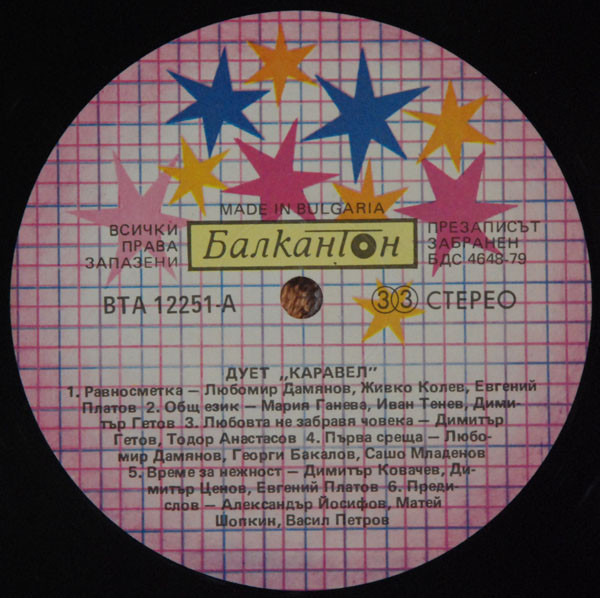 MADE IN BULGARIA
ВСИЧКИ
ПРАВА
ЗАПАЗЕНИ
Балкантон
ПРЕЗАПИСЪТ
ЗАБРАНЕН
БДС 4648-79
ВТА 12251-А
33 СТЕРЕО
ДУЕТ „КАРАВЕЛ"
1. Равносметка – Любомир Дамянов, Живко Колев, Евгений
Платов 2. Общ език – Мария Ганева, Иван Тенев, Дими-
тър Гетов 3. Любовта не забравя човека – Димитър
Гетов, Тодор Анастасов 4. Първа среща – Любо-
мир Дамянов, Георги Бакалов, Сашо Младенов
5. Време за нежност – Димитър Ковачев, Ди-
митър Ценов, Евгений Платов 6. Преди-
слов – Александър Йосифов, Матей
Шопкин, Васил Петров